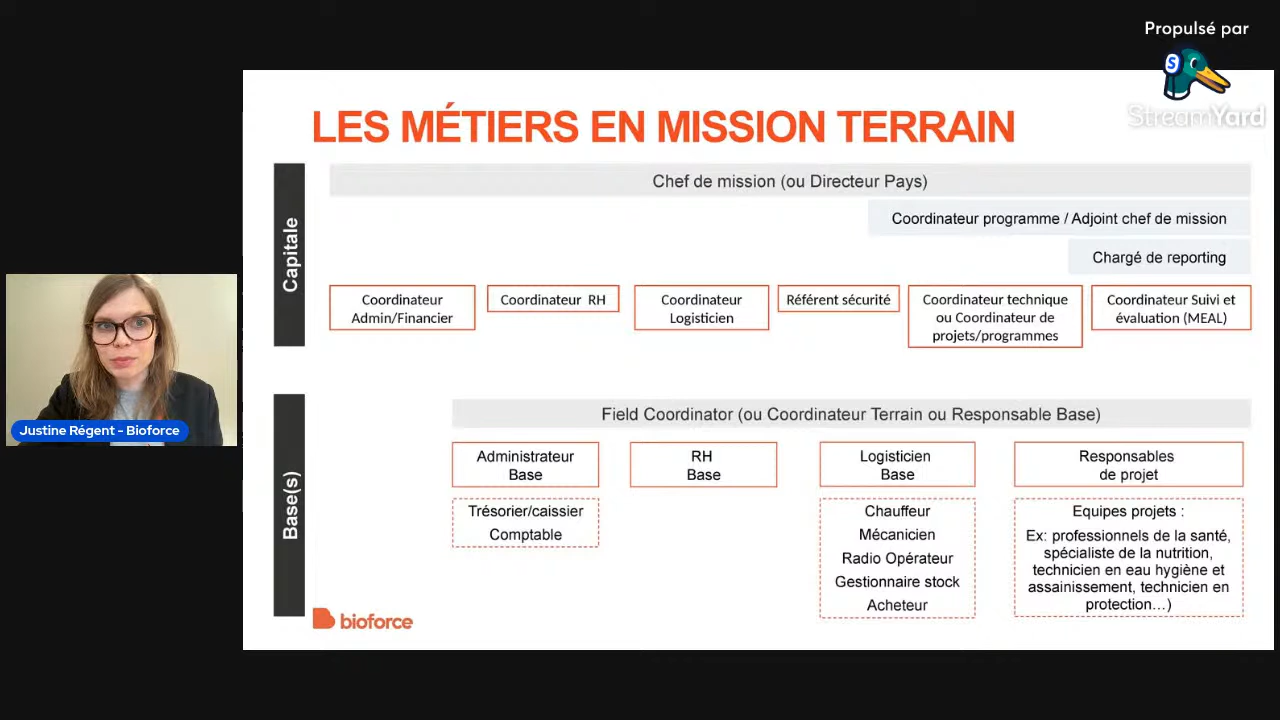 Propulsé par
StreamYard
LES MÉTIERS EN MISSION TERRAIN
Capitale
Chef de mission (ou Directeur Pays)
Coordinateur programme / Adjoint chef de mission
Chargé de reporting
Coordinateur
Admin/Financier
Coordinateur RH
Coordinateur
Logisticien
Référent sécurité
Coordinateur technique
ou Coordinateur de
projets/programmes
Coordinateur Suivi et
évaluation (MEAL)
Justine Régent - Bioforce
Base(s)
Field Coordinator (ou Coordinateur Terrain ou Responsable Base)
Administrateur
Base
RH
Base
Logisticien
Base
Responsables
de projet
Trésorier/caissier
Comptable
Chauffeur
Mécanicien
Radio Opérateur
Gestionnaire stock
Acheteur
Equipes projets :
Ex: professionnels de la santé,
spécialiste de la nutrition,
technicien en eau hygiène et
assainissement, technicien en
protection…)
bioforce